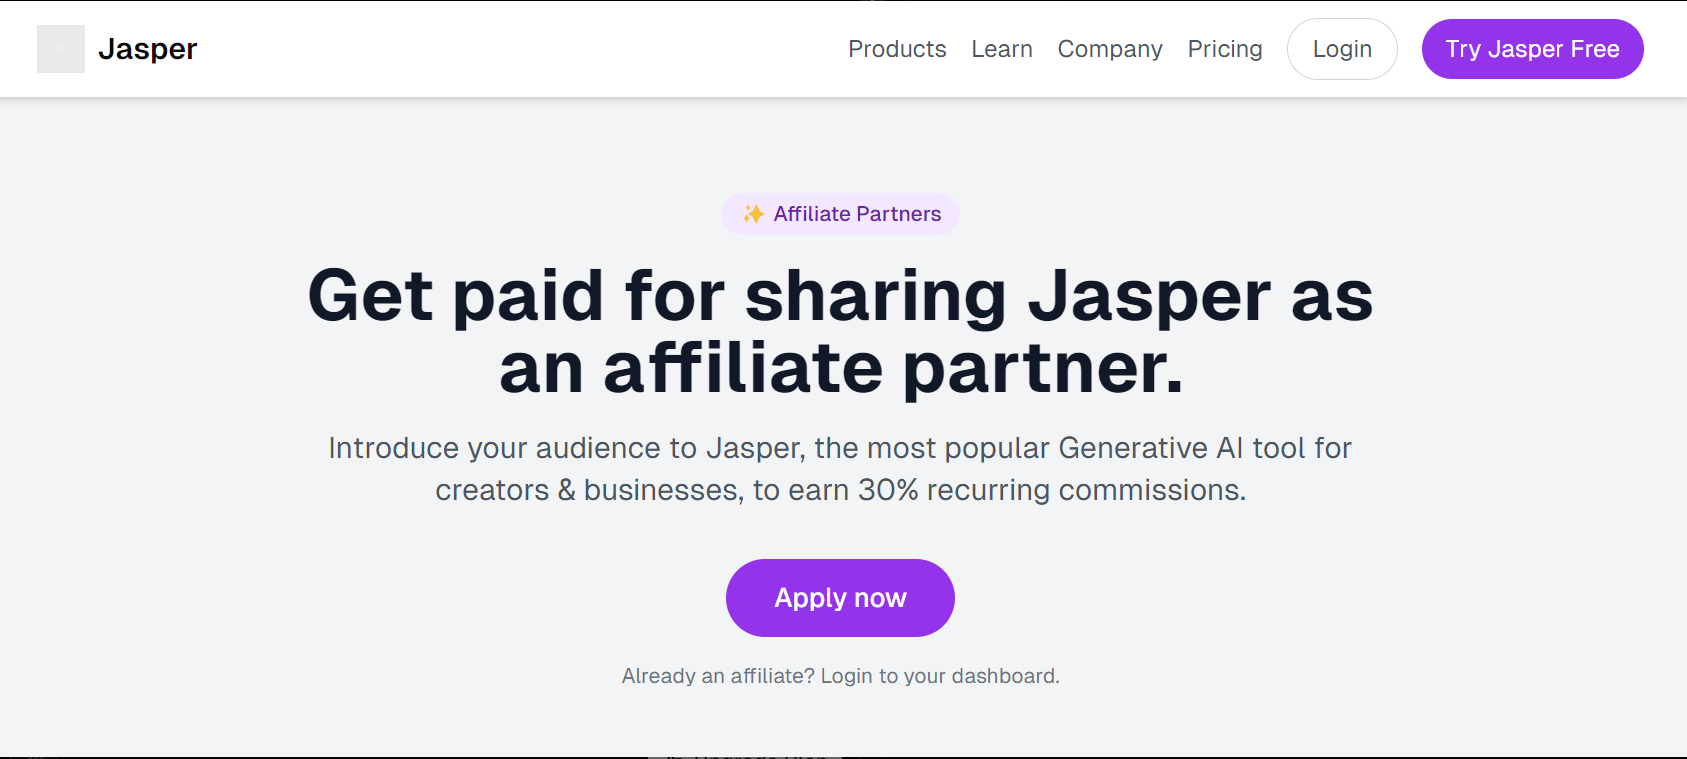 Jasper
Products Learn Company Pricing Login Try Jasper Free
✨ Affiliate Partners
Get paid for sharing Jasper as
an affiliate partner.
Introduce your audience to Jasper, the most popular Generative AI tool for
creators & businesses, to earn 30% recurring commissions.
Apply now
Already an affiliate? Login to your dashboard.